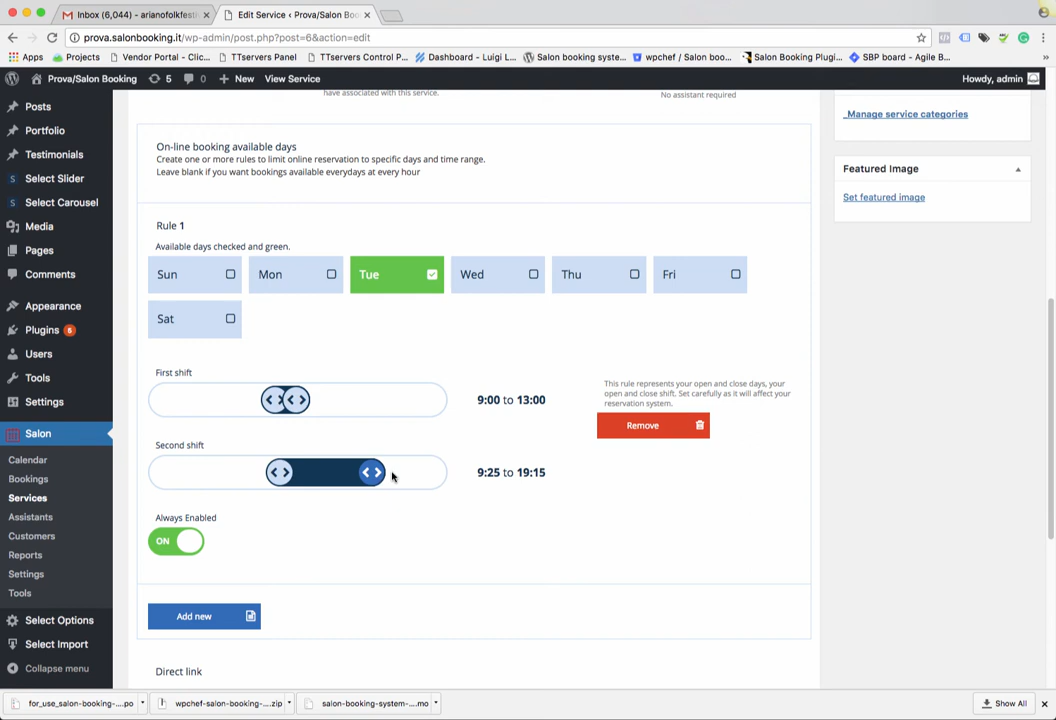 Inbox (6,044) - arianofolkfesti
Edit Service ‹ Prova/Salon Boo
prova.salonbooking.it/wp-admin/post.php?post=6&action=edit
Apps
Projects
Vendor Portal - Clic...
TTservers Panel
TTservers Control P...
Dashboard - Luigi L...
Salon booking syste...
wpchef / Salon boo...
Salon Booking Plugi...
SBP board - Agile B...
»
Prova/Salon Booking
5
0
New
View Service
Howdy, admin
Posts
Portfolio
Testimonials
Select Slider
Select Carousel
Media
Pages
Comments
Appearance
Plugins 6
Users
Tools
Settings
Salon
Calendar
Bookings
Services
Assistants
Customers
Reports
Settings
Tools
Select Options
Select Import
Collapse menu
have associated with this service.
No assistant required
On-line booking available days
Create one or more rules to limit online reservation to specific days and time range.
Leave blank if you want bookings available everydays at every hour
Rule 1
Available days checked and green.
Sun
Mon
Tue
Wed
Thu
Fri
Sat
First shift
9:00 to 13:00
This rule represents your open and close days, your
open and close shift. Set carefully as it will affect your
reservation system.
Remove
Second shift
9:25 to 19:15
Always Enabled
ON
Add new
Direct link
_Manage service categories
Featured Image
Set featured image
for_use_salon-booking-....po
wpchef-salon-booking-....zip
salon-booking-system-....mo
Show All